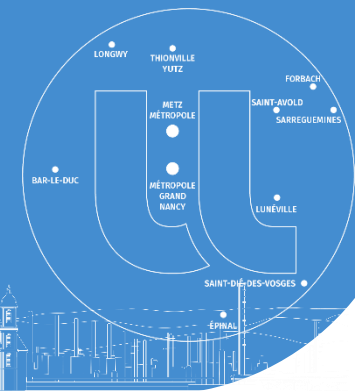 LONGWY
THIONVILLE
YUTZ
FORBACH
METZ
MÉTROPOLE
SAINT-AVOLD
SARREGUEMINES
BAR-LE-DUC
MÉTROPOLE
GRAND
NANCY
LUNÉVILLE
SAINT-DIÉ-DES-VOSGES
ÉPINAL